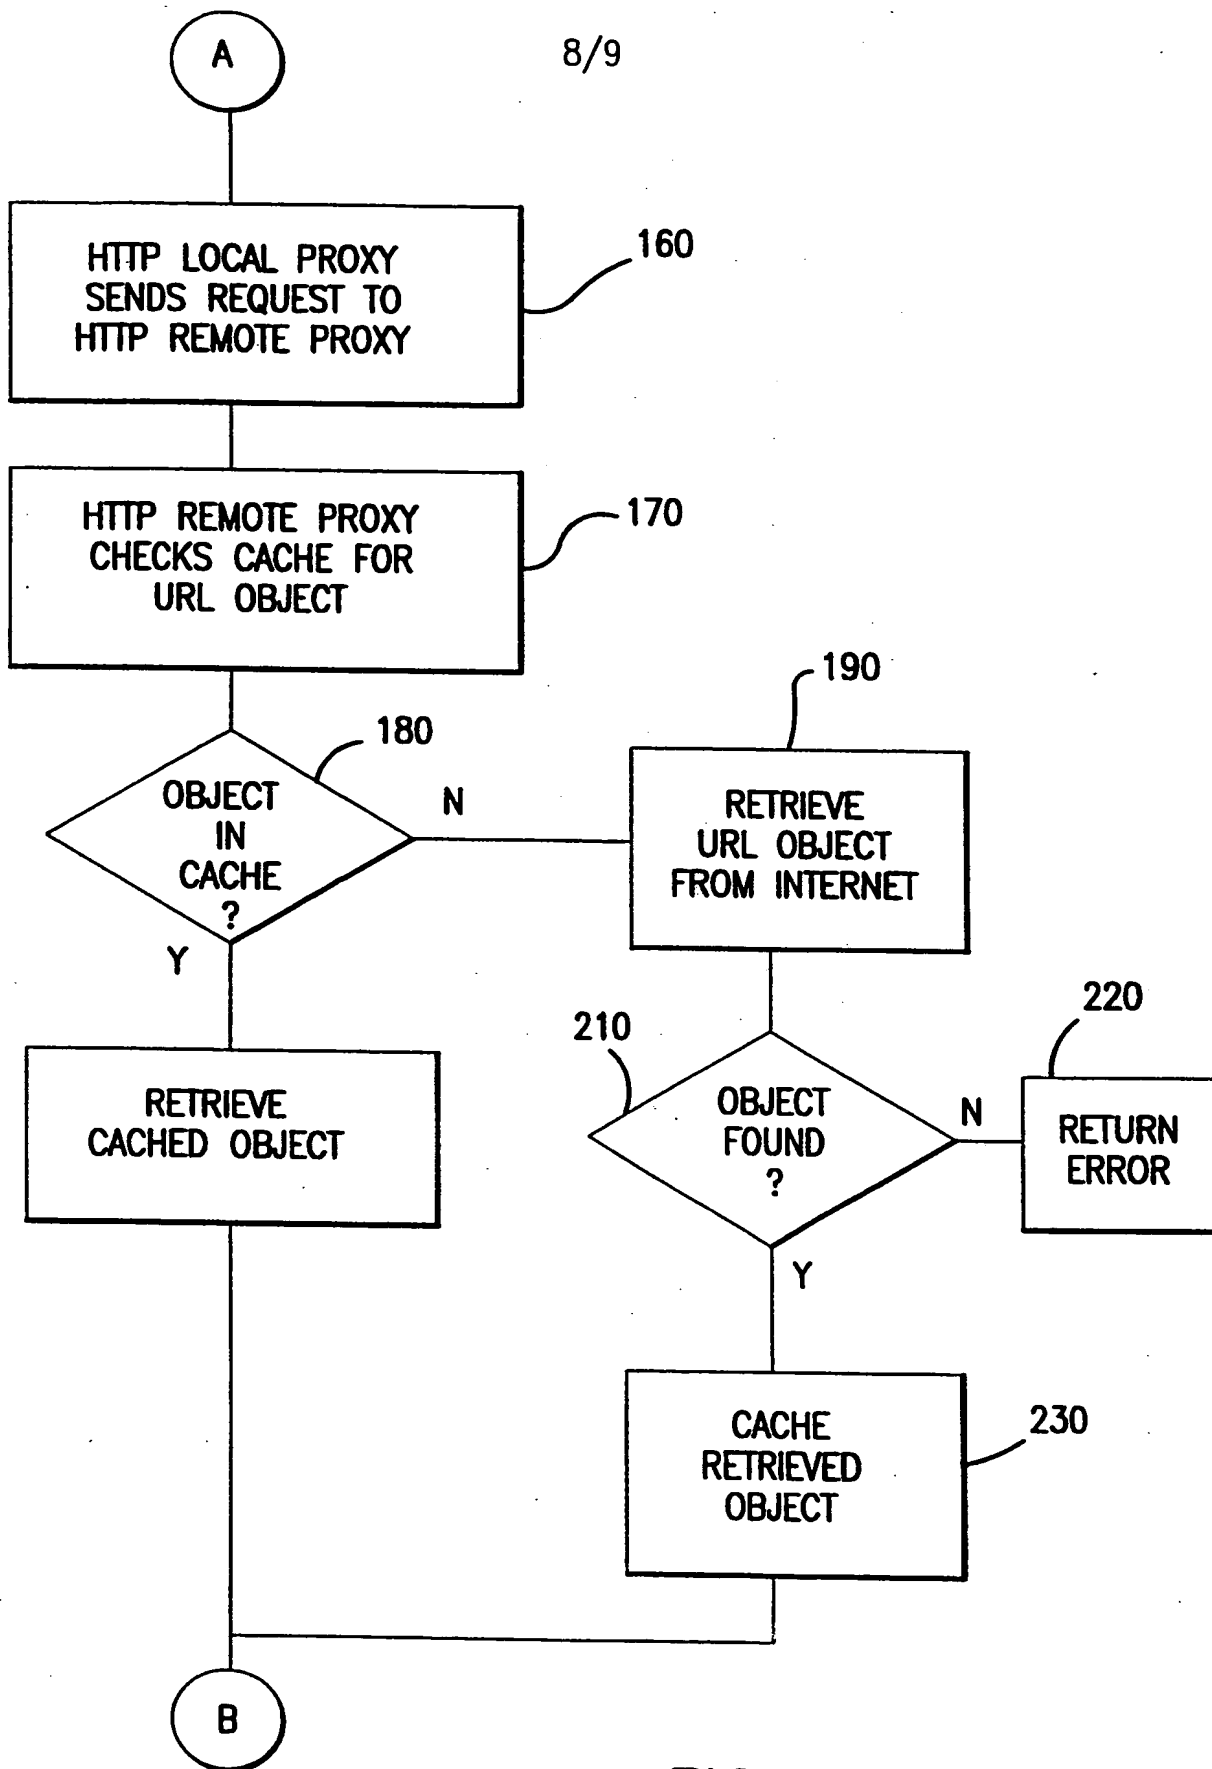 A
8/9
HTTP LOCAL PROXY
SENDS REQUEST TO
HTTP REMOTE PROXY
160
HTTP REMOTE PROXY
CHECKS CACHE FOR
URL OBJECT
170
180
OBJECT
IN
CACHE
?
N
Y
190
RETRIEVE
URL OBJECT
FROM INTERNET
RETRIEVE
CACHED OBJECT
210
OBJECT
FOUND
?
N
Y
220
RETURN
ERROR
CACHE
RETRIEVED
OBJECT
230
B